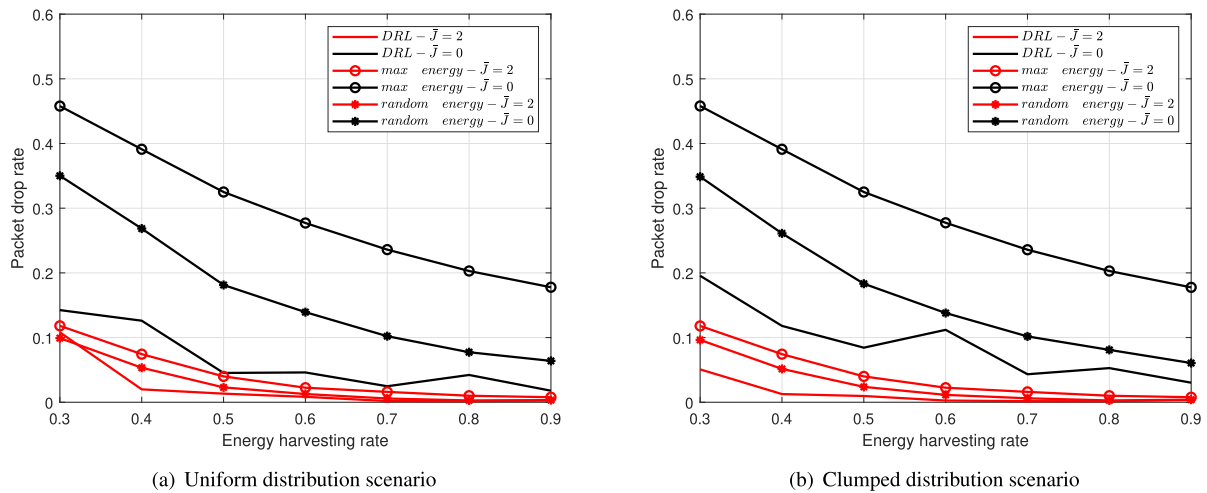 0.6
0.5
0.4
0.3
0.2
0.1
0
Packet drop rate
DRL − J̄ = 2
DRL − J̄ = 0
max energy − J̄ = 2
max energy − J̄ = 0
random energy − J̄ = 2
random energy − J̄ = 0
0.3 0.4 0.5 0.6 0.7 0.8 0.9
Energy harvesting rate
(a) Uniform distribution scenario
0.6
0.5
0.4
0.3
0.2
0.1
0
Packet drop rate
DRL − J̄ = 2
DRL − J̄ = 0
max energy − J̄ = 2
max energy − J̄ = 0
random energy − J̄ = 2
random energy − J̄ = 0
0.3 0.4 0.5 0.6 0.7 0.8 0.9
Energy harvesting rate
(b) Clumped distribution scenario